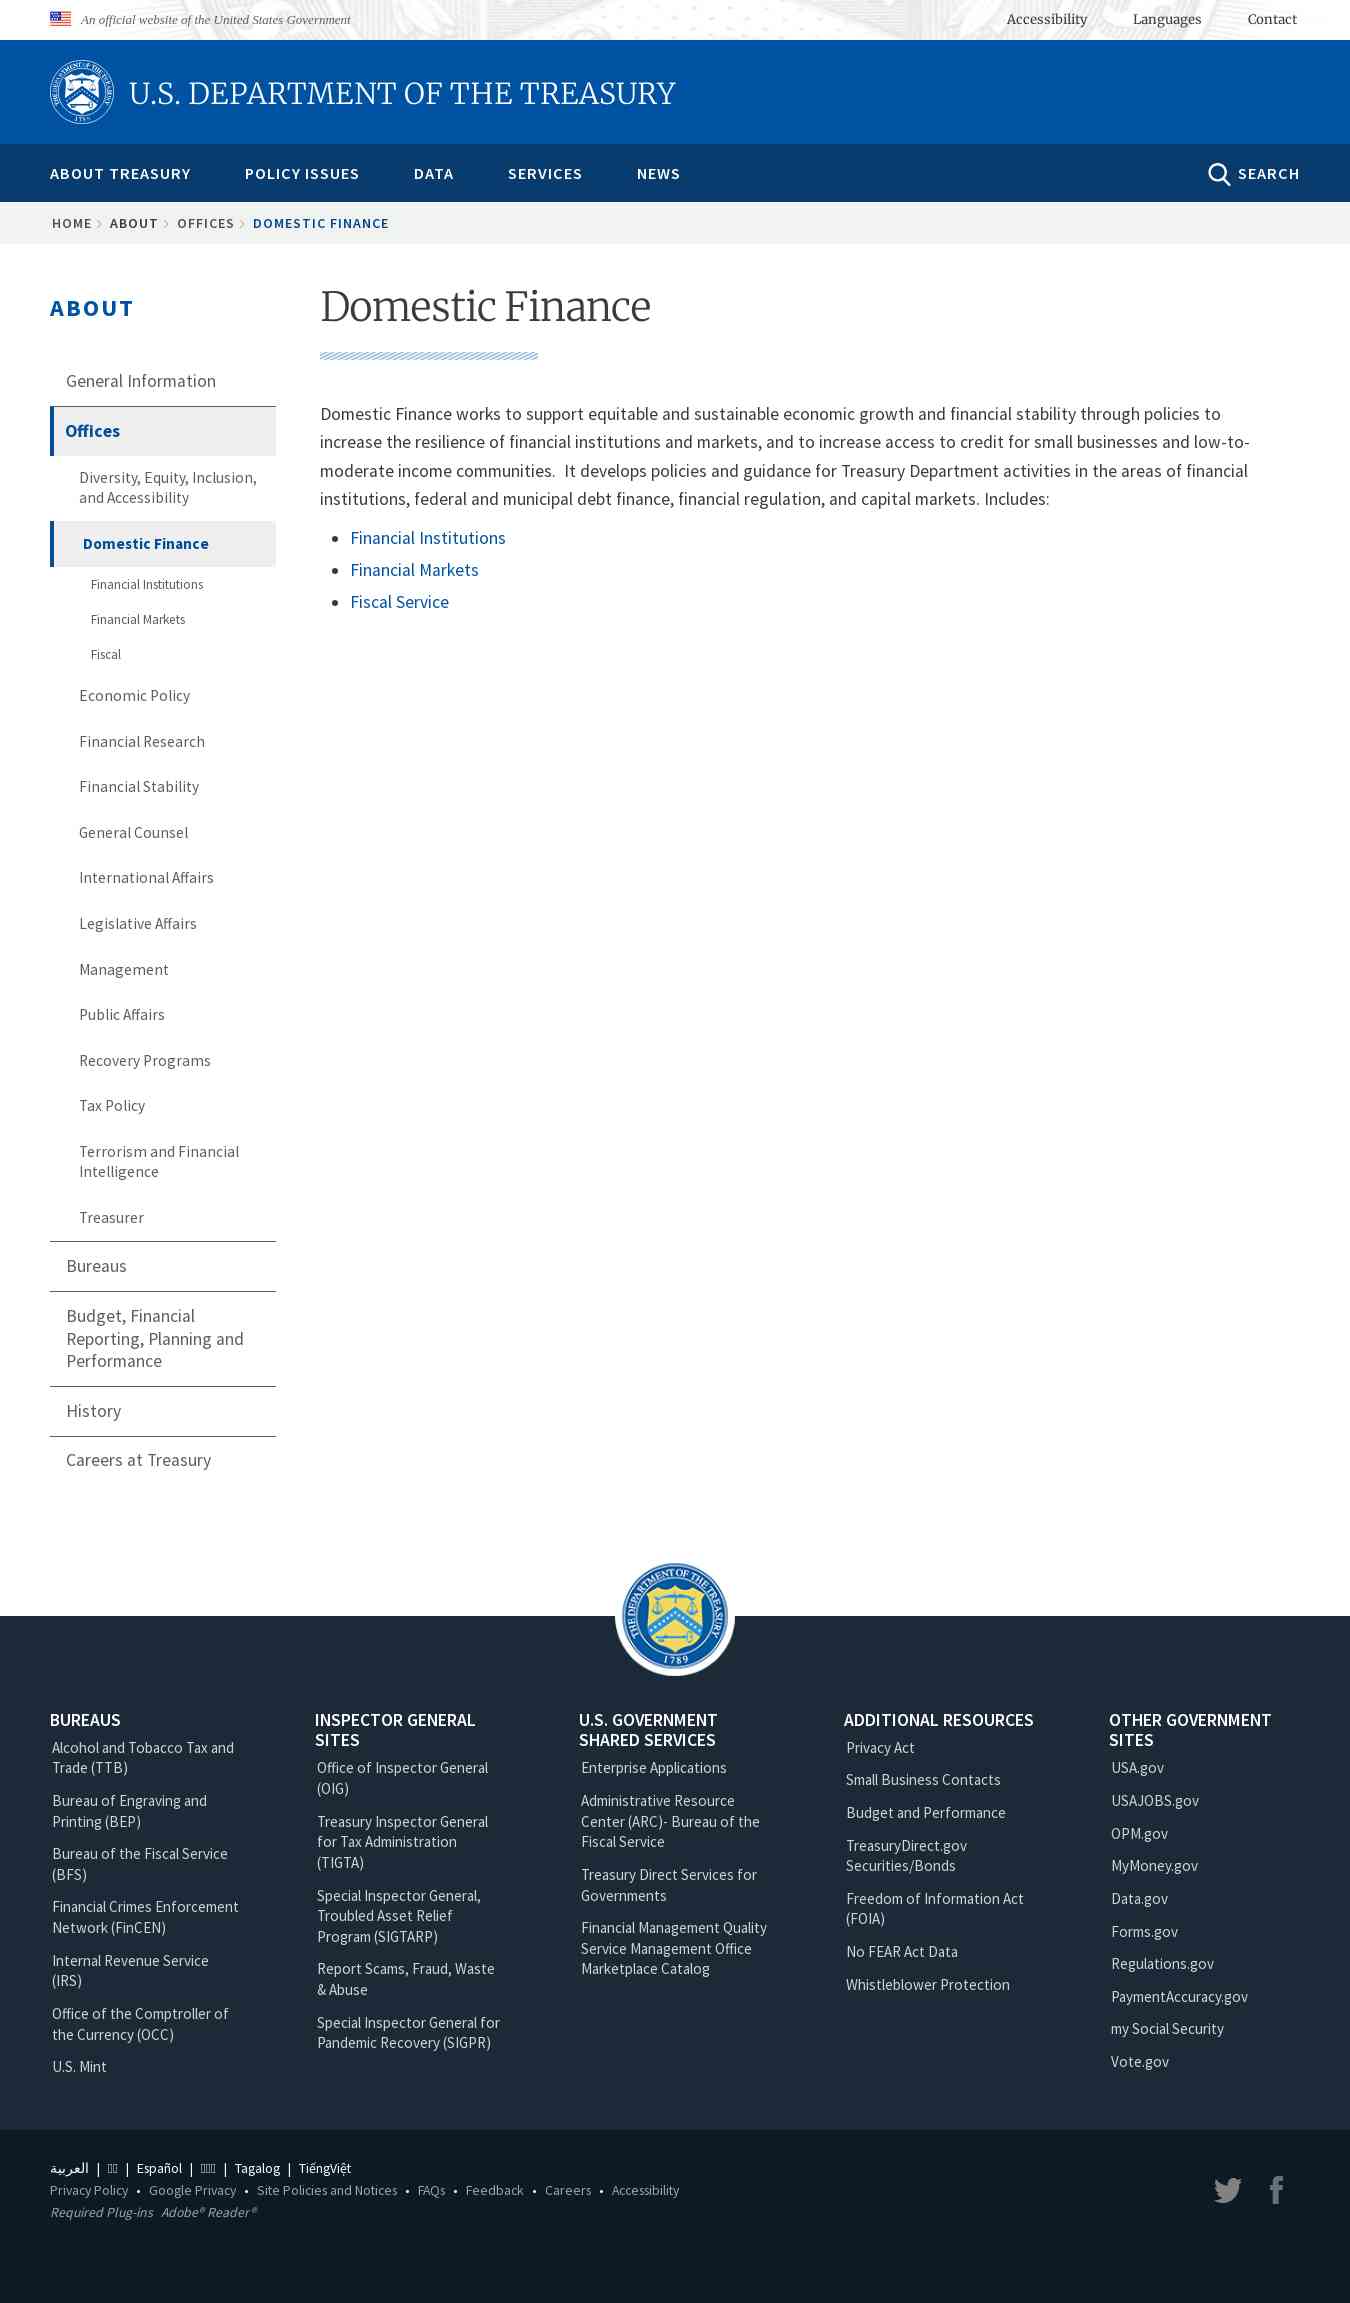 An official website of the United States Government
Accessibility Languages Contact
U.S. DEPARTMENT OF THE TREASURY
ABOUT TREASURY POLICY ISSUES DATA SERVICES NEWS SEARCH
HOME ABOUT OFFICES DOMESTIC FINANCE
ABOUT
General Information
Offices
Diversity, Equity, Inclusion,
and Accessibility
Domestic Finance
Financial Institutions
Financial Markets
Fiscal
Economic Policy
Financial Research
Financial Stability
General Counsel
International Affairs
Legislative Affairs
Management
Public Affairs
Recovery Programs
Tax Policy
Terrorism and Financial
Intelligence
Treasurer
Bureaus
Budget, Financial
Reporting, Planning and
Performance
History
Careers at Treasury
Domestic Finance
Domestic Finance works to support equitable and sustainable economic growth and financial stability through policies to
increase the resilience of financial institutions and markets, and to increase access to credit for small businesses and low-to-
moderate income communities.  It develops policies and guidance for Treasury Department activities in the areas of financial
institutions, federal and municipal debt finance, financial regulation, and capital markets. Includes:
Financial Institutions
Financial Markets
Fiscal Service
THE DEPARTMENT OF THE TREASURY
1789
BUREAUS
Alcohol and Tobacco Tax and
Trade (TTB)
Bureau of Engraving and
Printing (BEP)
Bureau of the Fiscal Service
(BFS)
Financial Crimes Enforcement
Network (FinCEN)
Internal Revenue Service
(IRS)
Office of the Comptroller of
the Currency (OCC)
U.S. Mint
INSPECTOR GENERAL
SITES
Office of Inspector General
(OIG)
Treasury Inspector General
for Tax Administration
(TIGTA)
Special Inspector General,
Troubled Asset Relief
Program (SIGTARP)
Report Scams, Fraud, Waste
& Abuse
Special Inspector General for
Pandemic Recovery (SIGPR)
U.S. GOVERNMENT
SHARED SERVICES
Enterprise Applications
Administrative Resource
Center (ARC)- Bureau of the
Fiscal Service
Treasury Direct Services for
Governments
Financial Management Quality
Service Management Office
Marketplace Catalog
ADDITIONAL RESOURCES
Privacy Act
Small Business Contacts
Budget and Performance
TreasuryDirect.gov
Securities/Bonds
Freedom of Information Act
(FOIA)
No FEAR Act Data
Whistleblower Protection
OTHER GOVERNMENT
SITES
USA.gov
USAJOBS.gov
OPM.gov
MyMoney.gov
Data.gov
Forms.gov
Regulations.gov
PaymentAccuracy.gov
my Social Security
Vote.gov
العربية | | Español | | Tagalog | TiếngViệt
Privacy Policy • Google Privacy • Site Policies and Notices • FAQs • Feedback • Careers • Accessibility
Required Plug-ins Adobe® Reader®